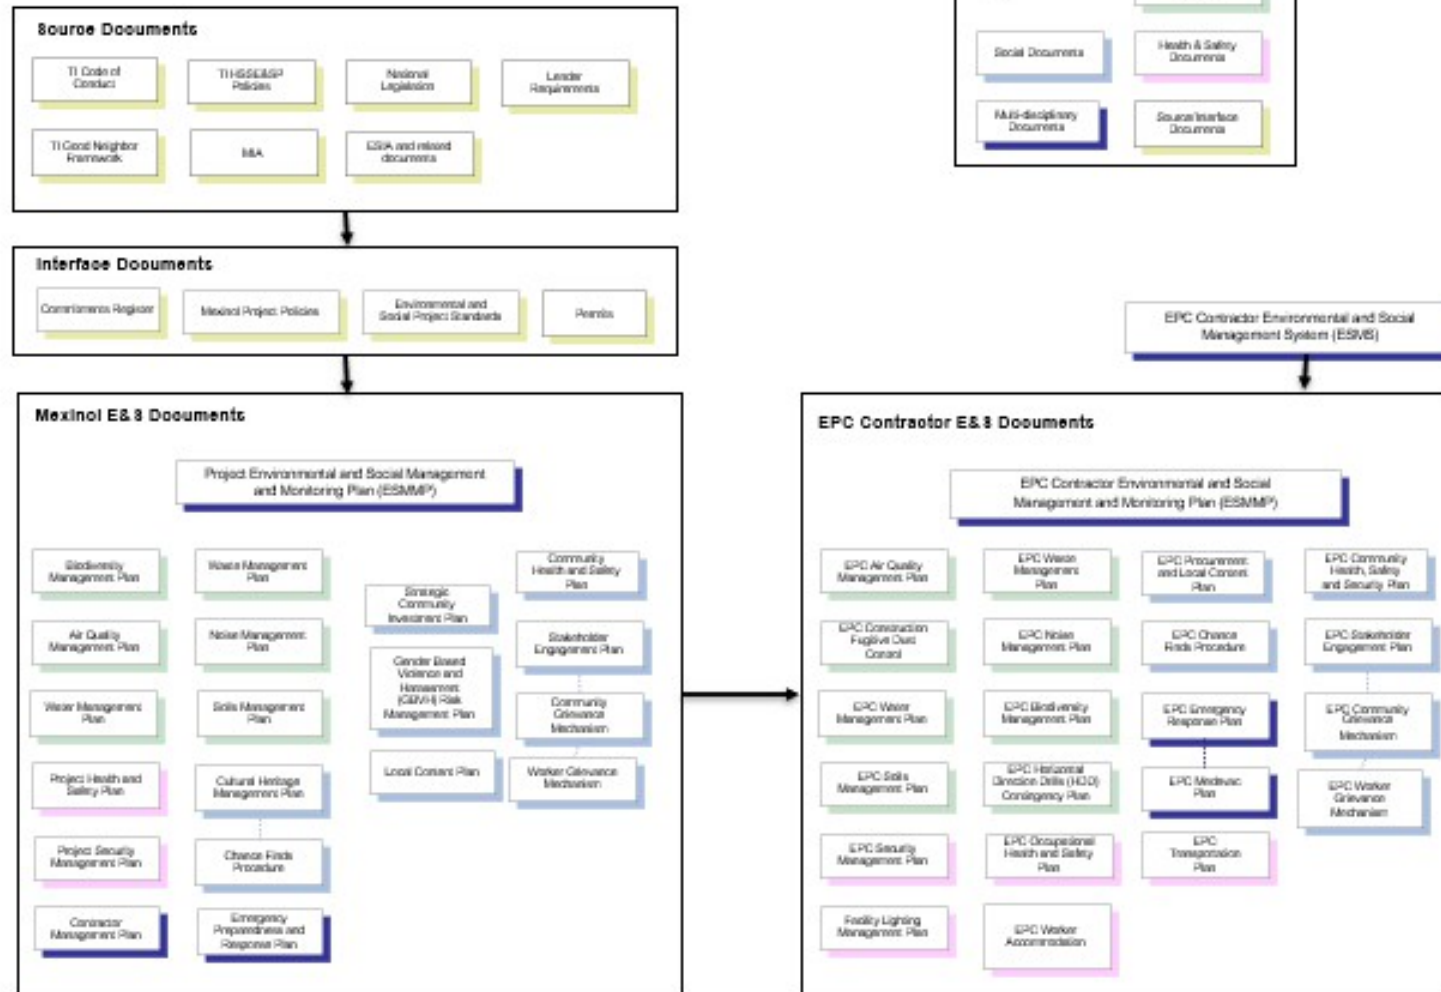 Source Documents
TI Code of
Conduct
TI HSSE&SP
Policies
National
Legislation
Lender
Requirements
TI Good Neighbor
Framework
MIA
ESIA and related
documents
Interface Documents
Commitments Register
Mexinol Project Policies
Environmental and
Social Project Standards
Permits
Mexinol E&S Documents
Project Environmental and Social Management
and Monitoring Plan (ESMMP)
Biodiversity
Management Plan
Waste Management
Plan
Strategic
Community
Investment Plan
Community
Health and Safety
Plan
Air Quality
Management Plan
Noise Management
Plan
Gender Based
Violence and
Harassment
(GBVH) Risk
Management Plan
Stakeholder
Engagement Plan
Water Management
Plan
Soils Management
Plan
Community
Grievance
Mechanism
Project Health and
Safety Plan
Cultural Heritage
Management Plan
Local Content Plan
Worker Grievance
Mechanism
Project Security
Management Plan
Chance Finds
Procedure
Contractor
Management Plan
Emergency
Preparedness and
Response Plan
Social Documents
Health & Safety
Documents
Multi-disciplinary
Documents
Source/Interface
Documents
EPC Contractor Environmental and Social
Management System (ESMS)
EPC Contractor E&S Documents
EPC Contractor Environmental and Social
Management and Monitoring Plan (ESMMP)
EPC Air Quality
Management Plan
EPC Waste
Management
Plan
EPC Procurement
and Local Content
Plan
EPC Community
Health, Safety
and Security Plan
EPC Construction
Fugitive Dust
Control
EPC Noise
Management Plan
EPC Chance
Finds Procedure
EPC Stakeholder
Engagement Plan
EPC Water
Management Plan
EPC Biodiversity
Management Plan
EPC Emergency
Response Plan
EPC Community
Grievance
Mechanism
EPC Soils
Management Plan
EPC Horizontal
Direction Drills (HDD)
Contingency Plan
EPC Medevac
Plan
EPC Worker
Grievance
Mechanism
EPC Security
Management Plan
EPC Occupational
Health and Safety
Plan
EPC
Transportation
Plan
Facility Lighting
Management Plan
EPC Worker
Accommodation